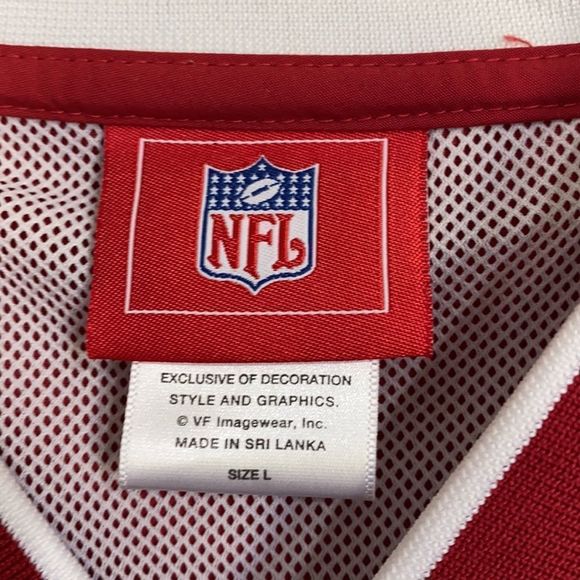 NFL
EXCLUSIVE OF DECORATION
STYLE AND GRAPHICS.
© VF Imagewear, Inc.
MADE IN SRI LANKA
SIZE L